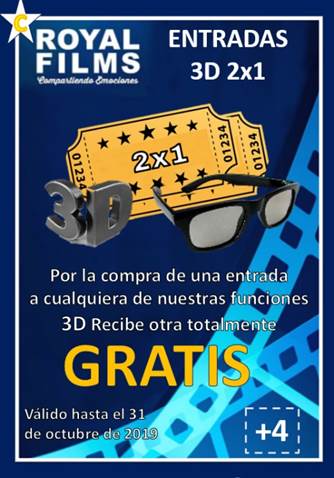 C
ROYAL
FILMS
Compartiendo Emociones
ENTRADAS
3D 2x1
01234
2x1
01234
01234
3D
Por la compra de una entrada
a cualquiera de nuestras funciones
3D Recibe otra totalmente
GRATIS
Válido hasta el 31
de octubre de 2019
+4